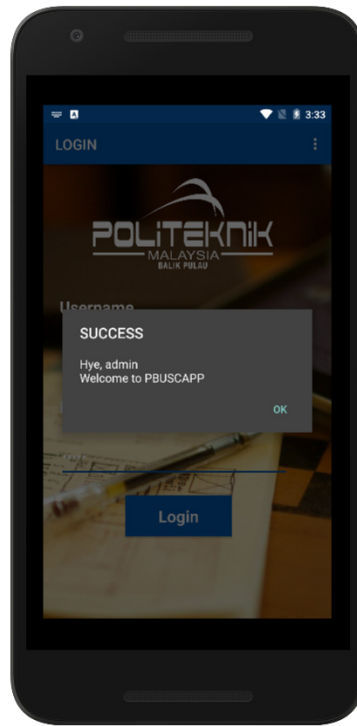 3:33
LOGIN
POLiTEKNiK
MALAYSIA
BALIK PULAU
Username
SUCCESS
Hye, admin
Welcome to PBUSCAPP
OK
Login